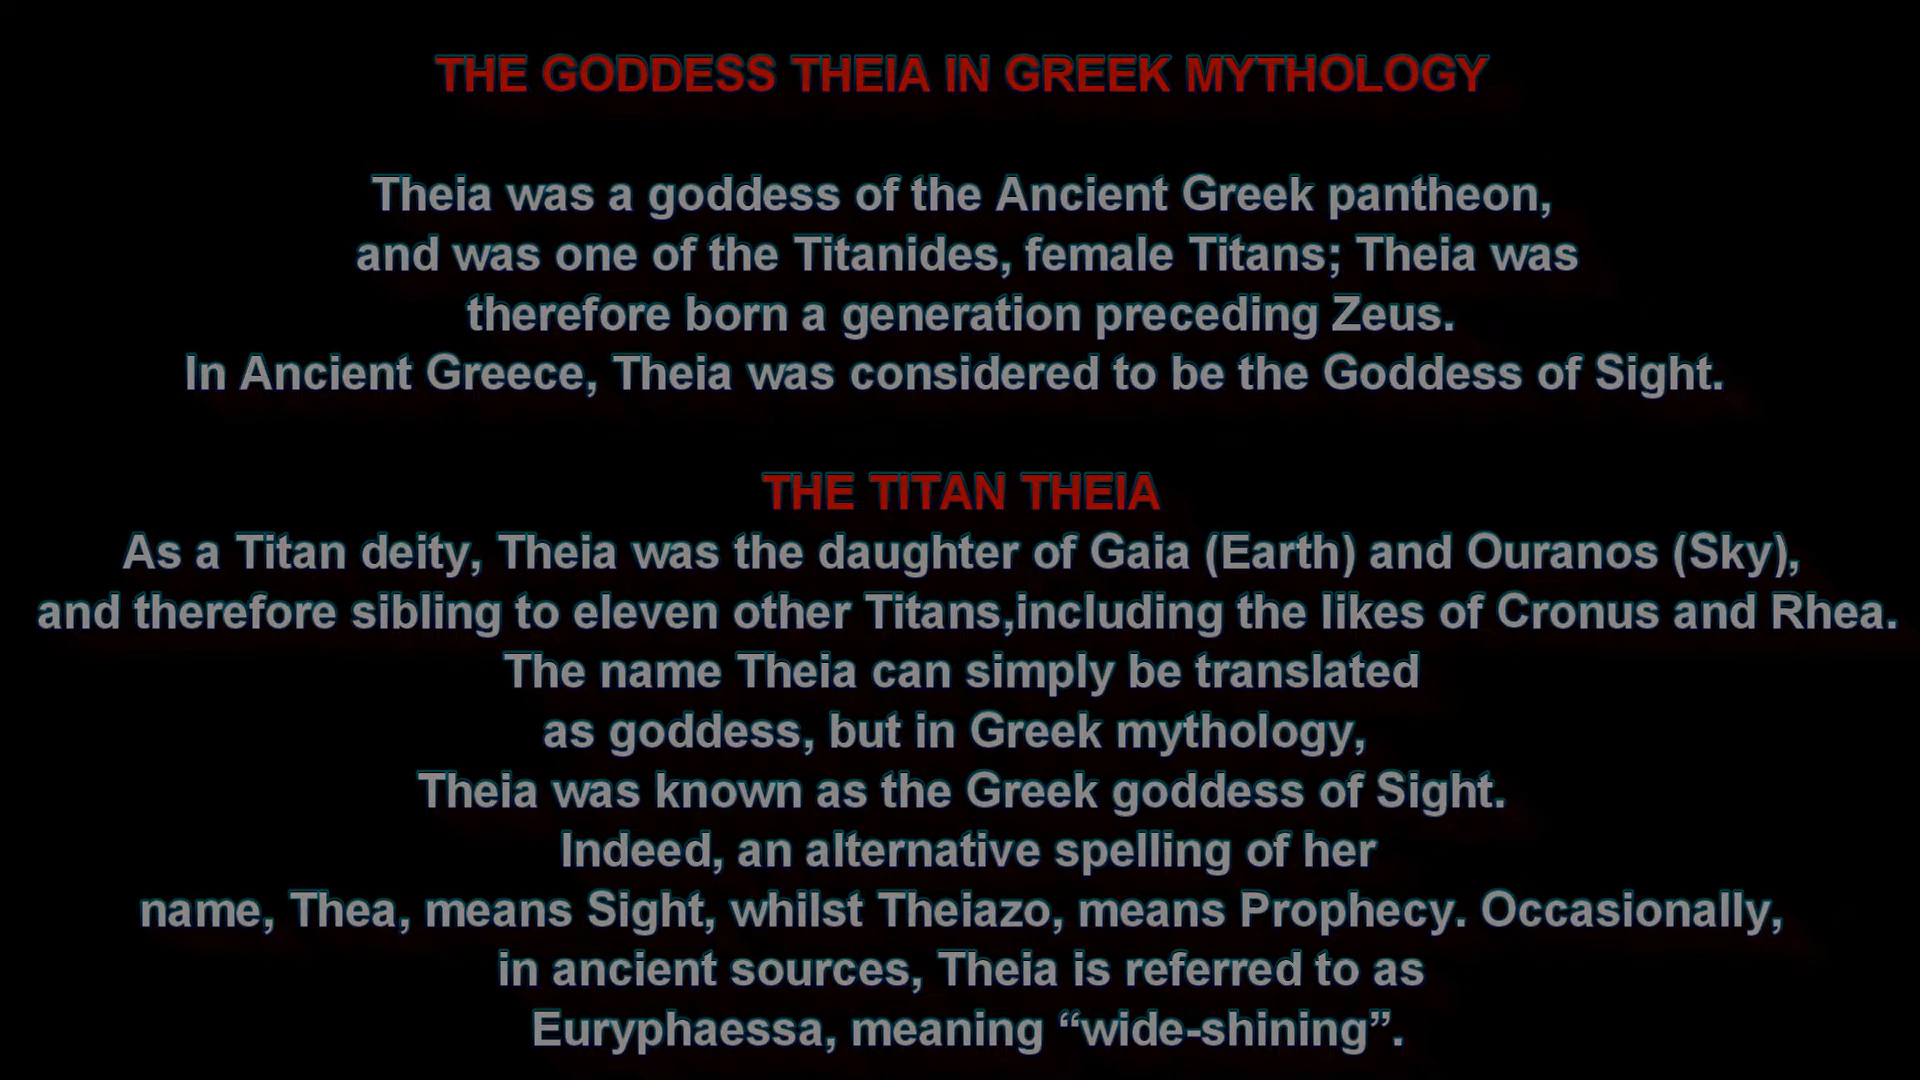 THE GODDESS THEIA IN GREEK MYTHOLOGY
Theia was a goddess of the Ancient Greek pantheon,
and was one of the Titanides, female Titans; Theia was
therefore born a generation preceding Zeus.
In Ancient Greece, Theia was considered to be the Goddess of Sight.
THE TITAN THEIA
As a Titan deity, Theia was the daughter of Gaia (Earth) and Ouranos (Sky),
and therefore sibling to eleven other Titans,including the likes of Cronus and Rhea.
The name Theia can simply be translated
as goddess, but in Greek mythology,
Theia was known as the Greek goddess of Sight.
Indeed, an alternative spelling of her
name, Thea, means Sight, whilst Theiazo, means Prophecy. Occasionally,
in ancient sources, Theia is referred to as
Euryphaessa, meaning “wide-shining”.